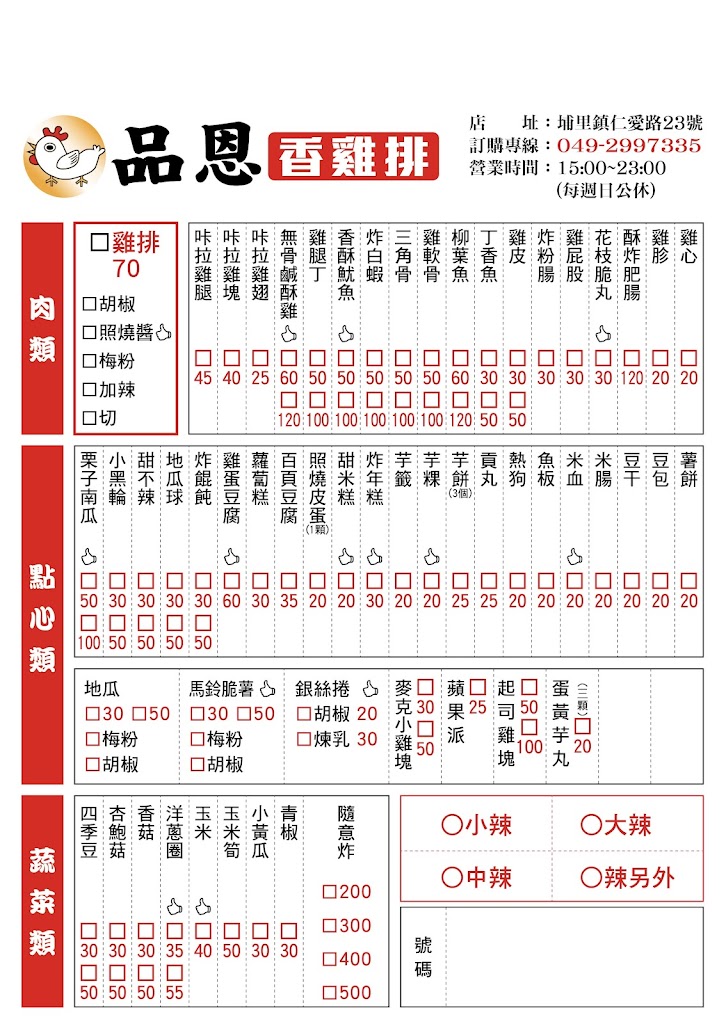 品恩 香雞排
店　　址：埔里鎮仁愛路23號
訂購專線：049-2997335
營業時間：15:00~23:00
(每週日公休)
肉類
□雞排
70
□胡椒
□照燒醬
□梅粉
□加辣
□切
咔拉雞腿 □45
咔拉雞塊 □40
咔拉雞翅 □25
無骨鹹酥雞 □60 □120
雞腿丁 □50 □100
香酥魷魚 □50 □100
炸白蝦 □50 □100
三角骨 □50 □100
雞軟骨 □50 □100
柳葉魚 □60 □120
丁香魚 □30 □50
雞皮 □30 □50
炸粉腸 □30
雞屁股 □30
花枝脆丸 □30
酥炸肥腸 □120
雞胗 □20
雞心 □20
點心類
栗子南瓜 □50 □100
小黑輪 □30 □50
甜不辣 □30 □50
地瓜球 □30 □50
炸餛飩 □30 □50
雞蛋豆腐 □60
蘿蔔糕 □30
百頁豆腐 □35
照燒皮蛋(1顆) □20
甜米糕 □20
炸年糕 □30
芋籤 □20
芋粿 □20
芋餅(3個) □25
貢丸 □25
熱狗 □20
魚板 □20
米血 □20
米腸 □20
豆干 □20
豆包 □20
薯餅 □20
地瓜
□30 □50
□梅粉
□胡椒
馬鈴脆薯
□30 □50
□梅粉
□胡椒
銀絲捲
□胡椒 20
□煉乳 30
麥克小雞塊 □30 □50
蘋果派 □25
起司雞塊 □50 □100
蛋黃芋丸(二顆) □20
蔬菜類
四季豆 □30 □50
杏鮑菇 □30 □50
香菇 □30 □50
洋蔥圈 □35 □55
玉米 □40
玉米筍 □50
小黃瓜 □30
青椒 □30
隨意炸
□200
□300
□400
□500
○小辣 ○大辣
○中辣 ○辣另外
號碼